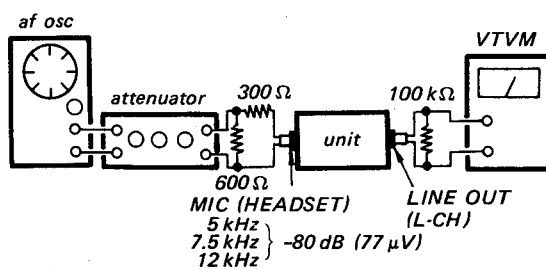 af osc
attenuator
300 Ω
600 Ω
unit
100 kΩ
VTVM
MIC (HEADSET)
5 kHz
7.5 kHz
12 kHz
-80 dB (77 μV)
LINE OUT
(L-CH)